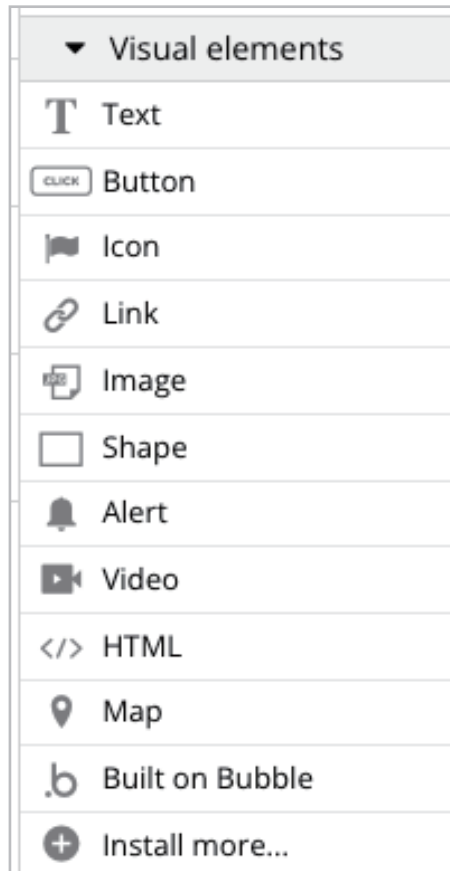 Visual elements
T Text
CLICK Button
Icon
Link
Image
Shape
Alert
Video
</> HTML
Map
.b Built on Bubble
Install more...